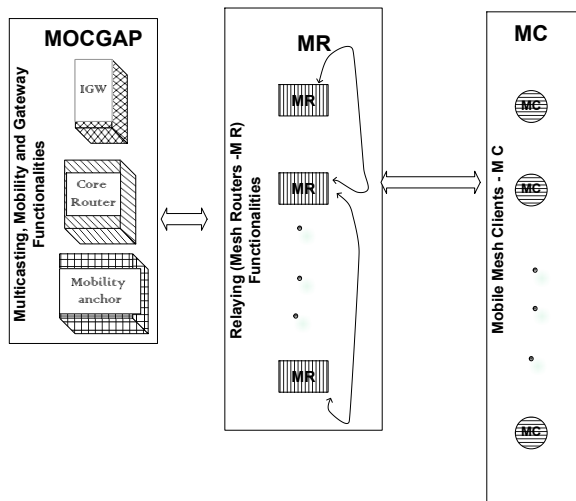 MOCGAP
Multicasting, Mobility and Gateway
Functionalities
IGW
Core
Router
Mobility
anchor
MR
Relaying (Mesh Routers -M R)
Functionalities
MR
MR
MR
MC
Mobile Mesh Clients - M C
MC
MC
MC